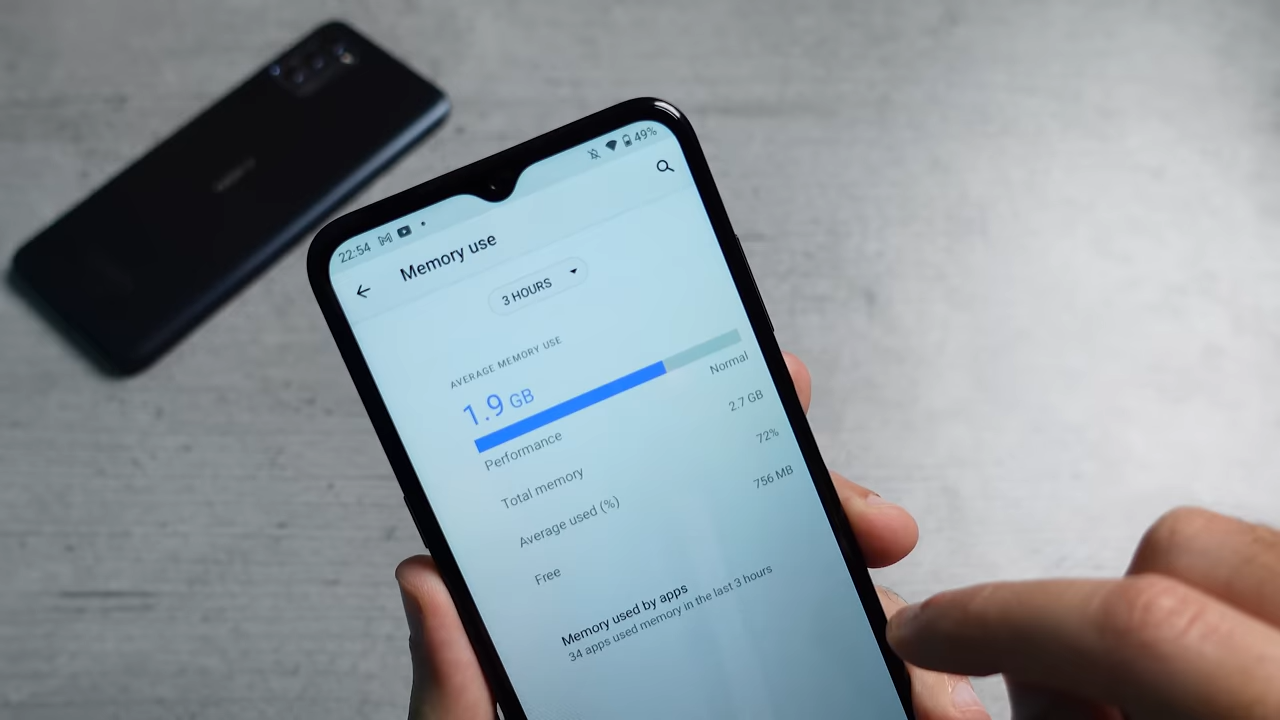 22:54
49%
Memory use
3 HOURS
AVERAGE MEMORY USE
1.9 GB
Performance Normal
Total memory 2.7 GB
Average used (%) 72%
Free 756 MB
Memory used by apps
34 apps used memory in the last 3 hours